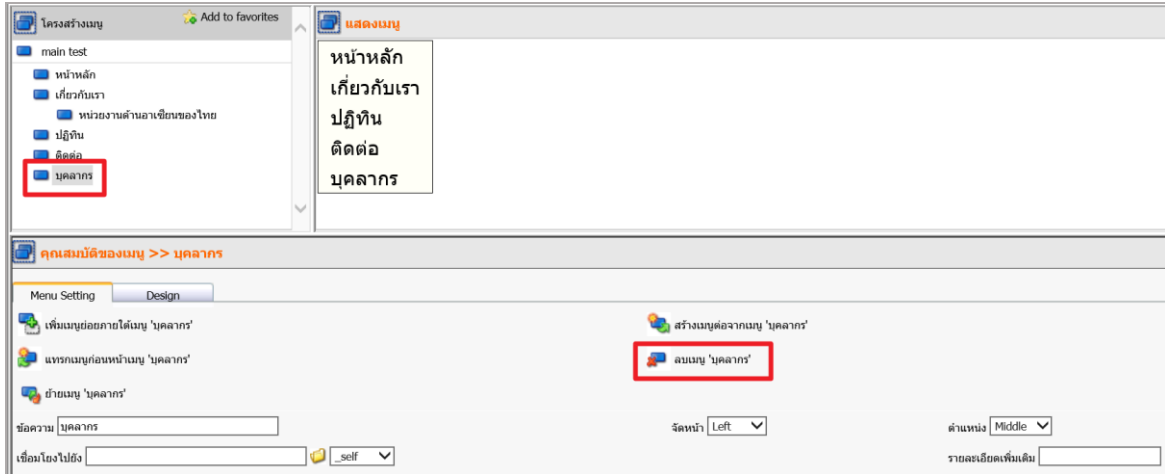 โครงสร้างเมนู
Add to favorites
main test
หน้าหลัก
เกี่ยวกับเรา
หน่วยงานด้านอาเซียนของไทย
ปฏิทิน
ติดต่อ
บุคลากร
แสดงเมนู
หน้าหลัก
เกี่ยวกับเรา
ปฏิทิน
ติดต่อ
บุคลากร
คุณสมบัติของเมนู >> บุคลากร
Menu Setting Design
เพิ่มเมนูย่อยภายใต้เมนู 'บุคลากร' สร้างเมนูต่อจากเมนู 'บุคลากร'
แทรกเมนูก่อนหน้าเมนู 'บุคลากร' ลบเมนู 'บุคลากร'
ย้ายเมนู 'บุคลากร'
ข้อความ บุคลากร จัดหน้า Left ตำแหน่ง Middle
เชื่อมโยงไปยัง _self รายละเอียดเพิ่มเติม